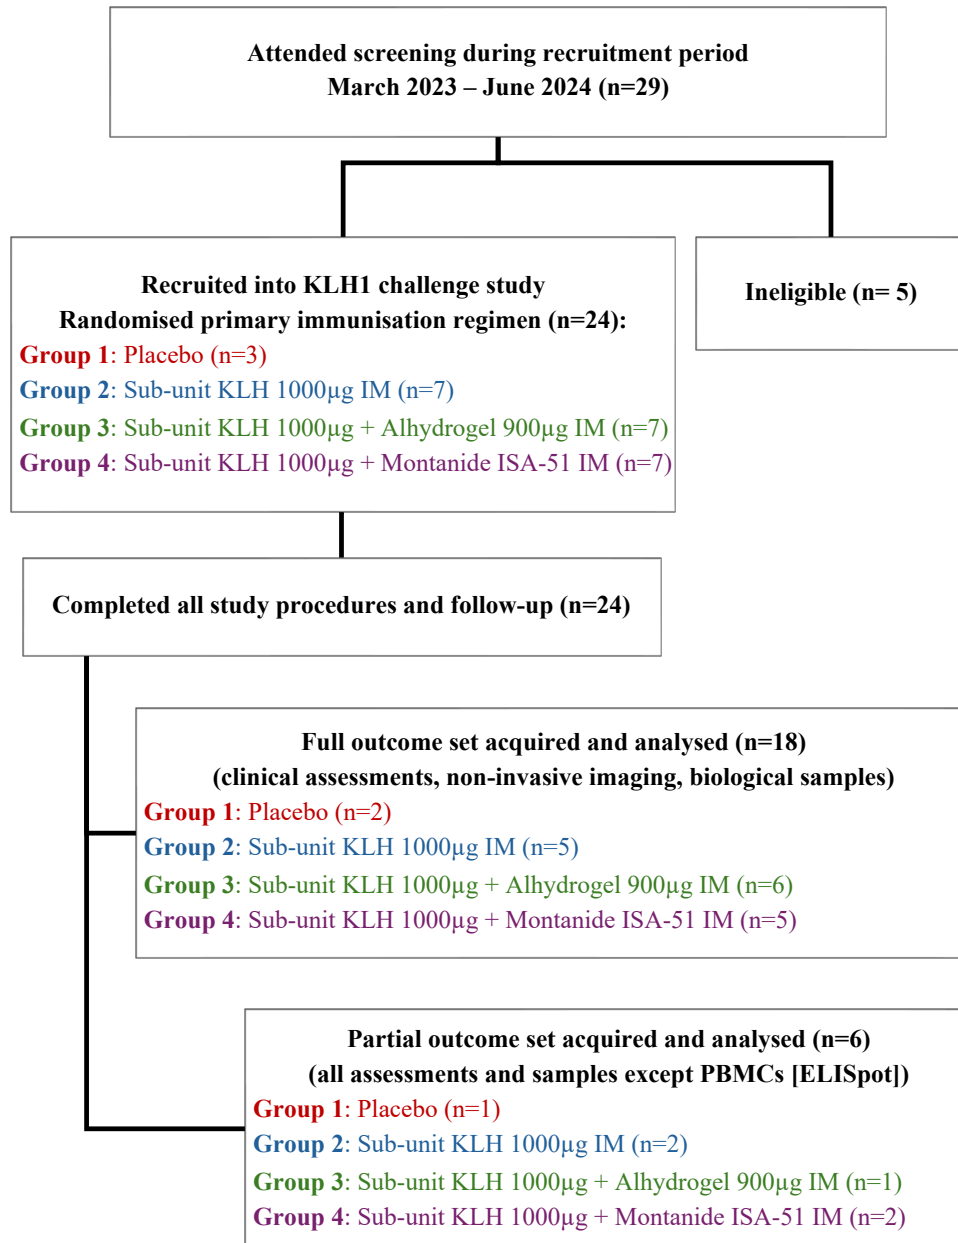 Attended screening during recruitment period
March 2023 – June 2024 (n=29)
Recruited into KLH1 challenge study
Randomised primary immunisation regimen (n=24):
Group 1: Placebo (n=3)
Group 2: Sub-unit KLH 1000µg IM (n=7)
Group 3: Sub-unit KLH 1000µg + Alhydrogel 900µg IM (n=7)
Group 4: Sub-unit KLH 1000µg + Montanide ISA-51 IM (n=7)
Ineligible (n= 5)
Completed all study procedures and follow-up (n=24)
Full outcome set acquired and analysed (n=18)
(clinical assessments, non-invasive imaging, biological samples)
Group 1: Placebo (n=2)
Group 2: Sub-unit KLH 1000µg IM (n=5)
Group 3: Sub-unit KLH 1000µg + Alhydrogel 900µg IM (n=6)
Group 4: Sub-unit KLH 1000µg + Montanide ISA-51 IM (n=5)
Partial outcome set acquired and analysed (n=6)
(all assessments and samples except PBMCs [ELISpot])
Group 1: Placebo (n=1)
Group 2: Sub-unit KLH 1000µg IM (n=2)
Group 3: Sub-unit KLH 1000µg + Alhydrogel 900µg IM (n=1)
Group 4: Sub-unit KLH 1000µg + Montanide ISA-51 IM (n=2)